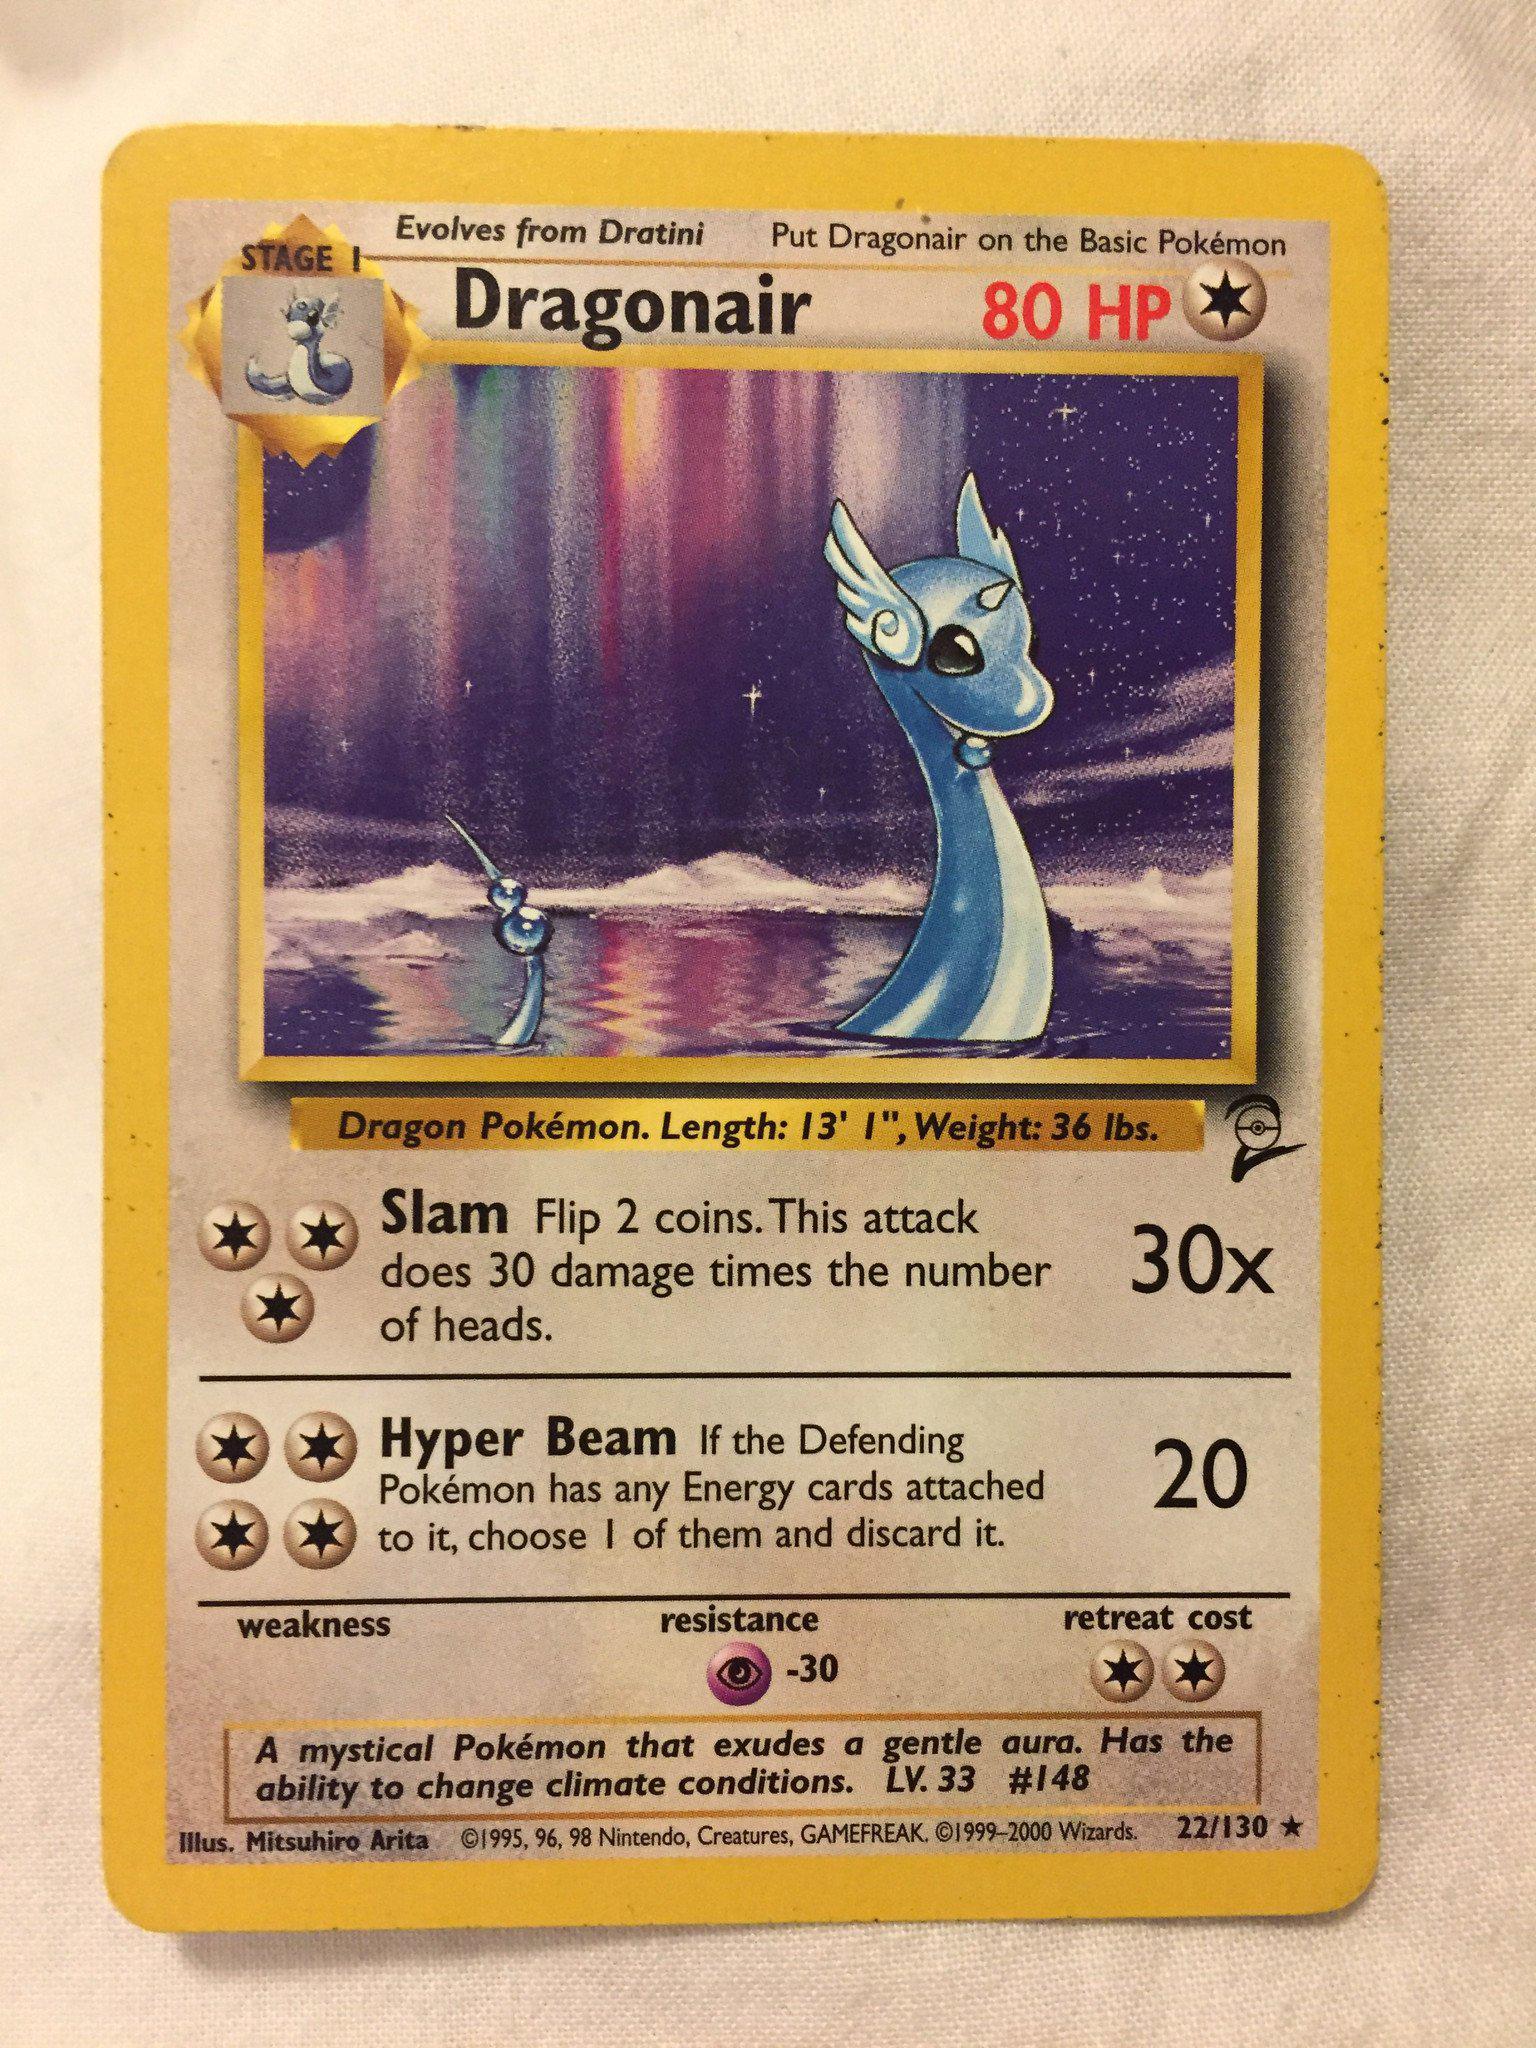 Evolves from Dratini Put Dragonair on the Basic Pokémon
STAGE 1
Dragonair 80 HP
Dragon Pokémon. Length: 13' 1", Weight: 36 lbs.
Slam Flip 2 coins. This attack
does 30 damage times the number
of heads.
30x
Hyper Beam If the Defending
Pokémon has any Energy cards attached
to it, choose 1 of them and discard it.
20
weakness resistance retreat cost
-30
A mystical Pokémon that exudes a gentle aura. Has the
ability to change climate conditions. LV. 33 #148
Illus. Mitsuhiro Arita ©1995, 96, 98 Nintendo, Creatures, GAMEFREAK. ©1999-2000 Wizards. 22/130 ★